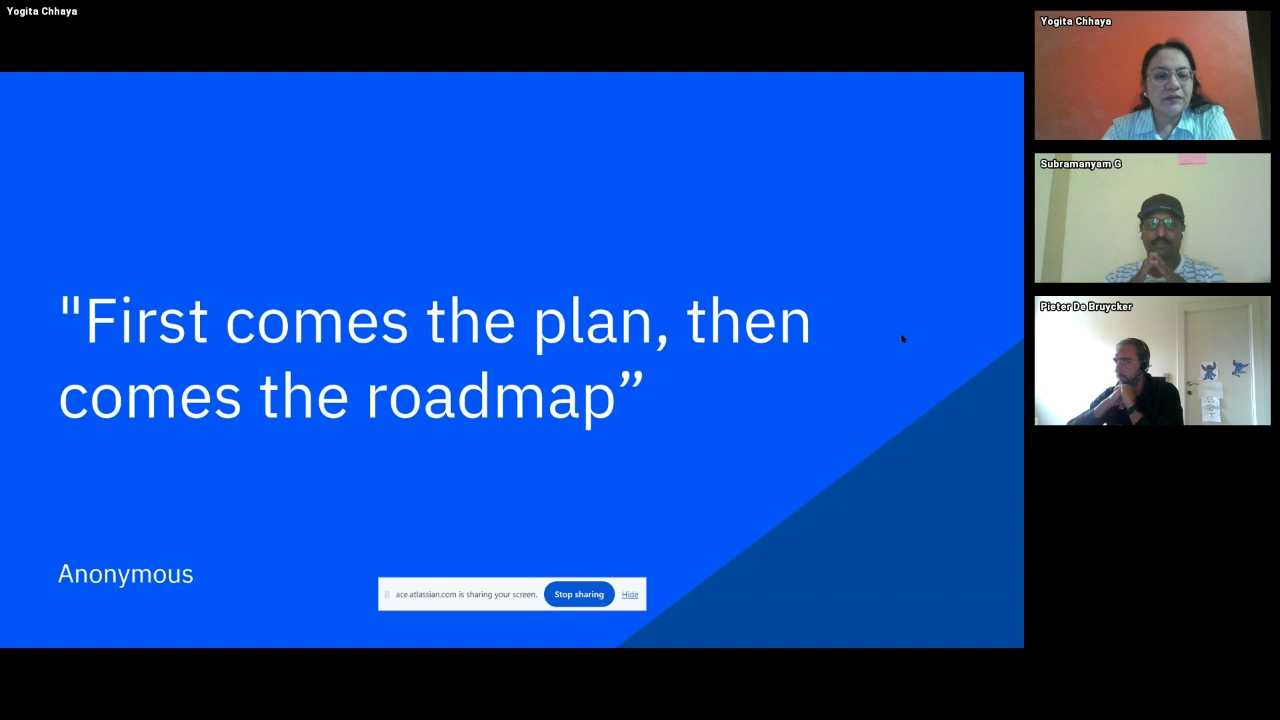 Yogita Chhaya
"First comes the plan, then
comes the roadmap”
Anonymous
ace.atlassian.com is sharing your screen. Stop sharing Hide
Yogita Chhaya
Subramanyam G
Pieter De Bruycker